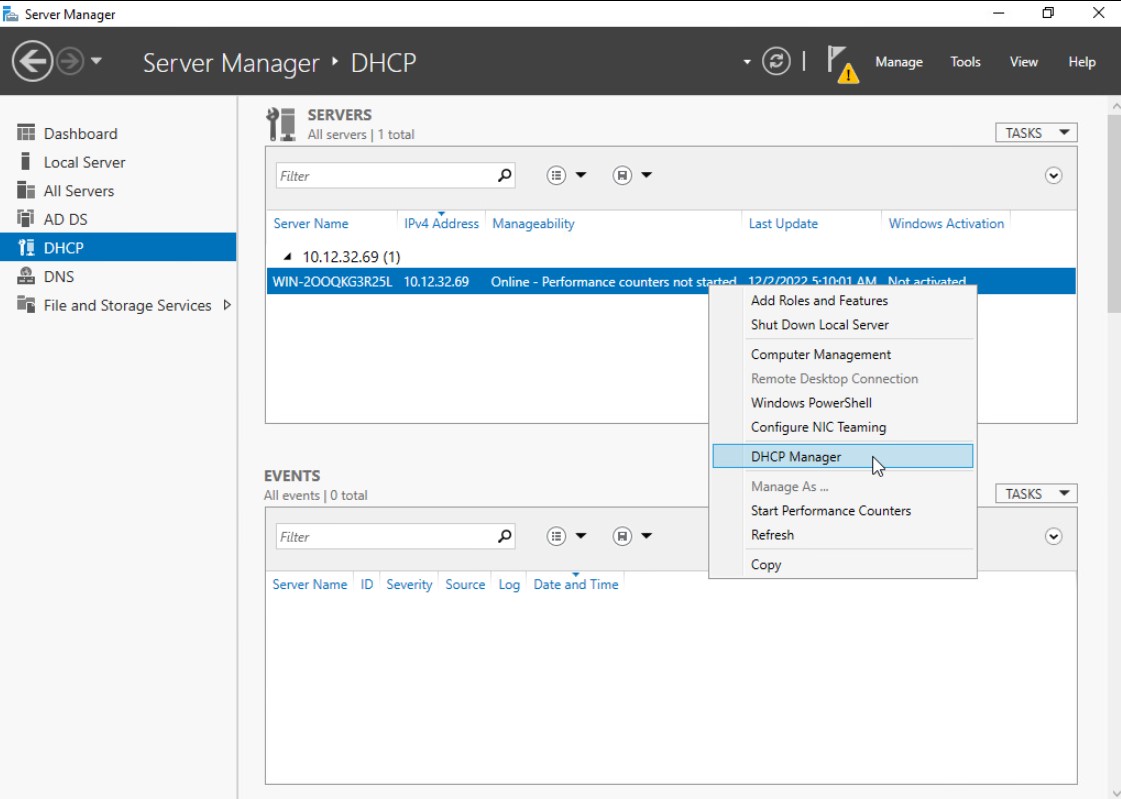 Server Manager
Server Manager ‣ DHCP
Manage Tools View Help
Dashboard
Local Server
All Servers
AD DS
DHCP
DNS
File and Storage Services
SERVERS
All servers | 1 total
TASKS
Filter
Server Name IPv4 Address Manageability Last Update Windows Activation
10.12.32.69 (1)
WIN-2OOQKG3R25L 10.12.32.69 Online - Performance counters not started 12/2/2022 5:10:01 AM Not activated
Add Roles and Features
Shut Down Local Server
Computer Management
Remote Desktop Connection
Windows PowerShell
Configure NIC Teaming
DHCP Manager
Manage As ...
Start Performance Counters
Refresh
Copy
EVENTS
All events | 0 total
TASKS
Filter
Server Name ID Severity Source Log Date and Time